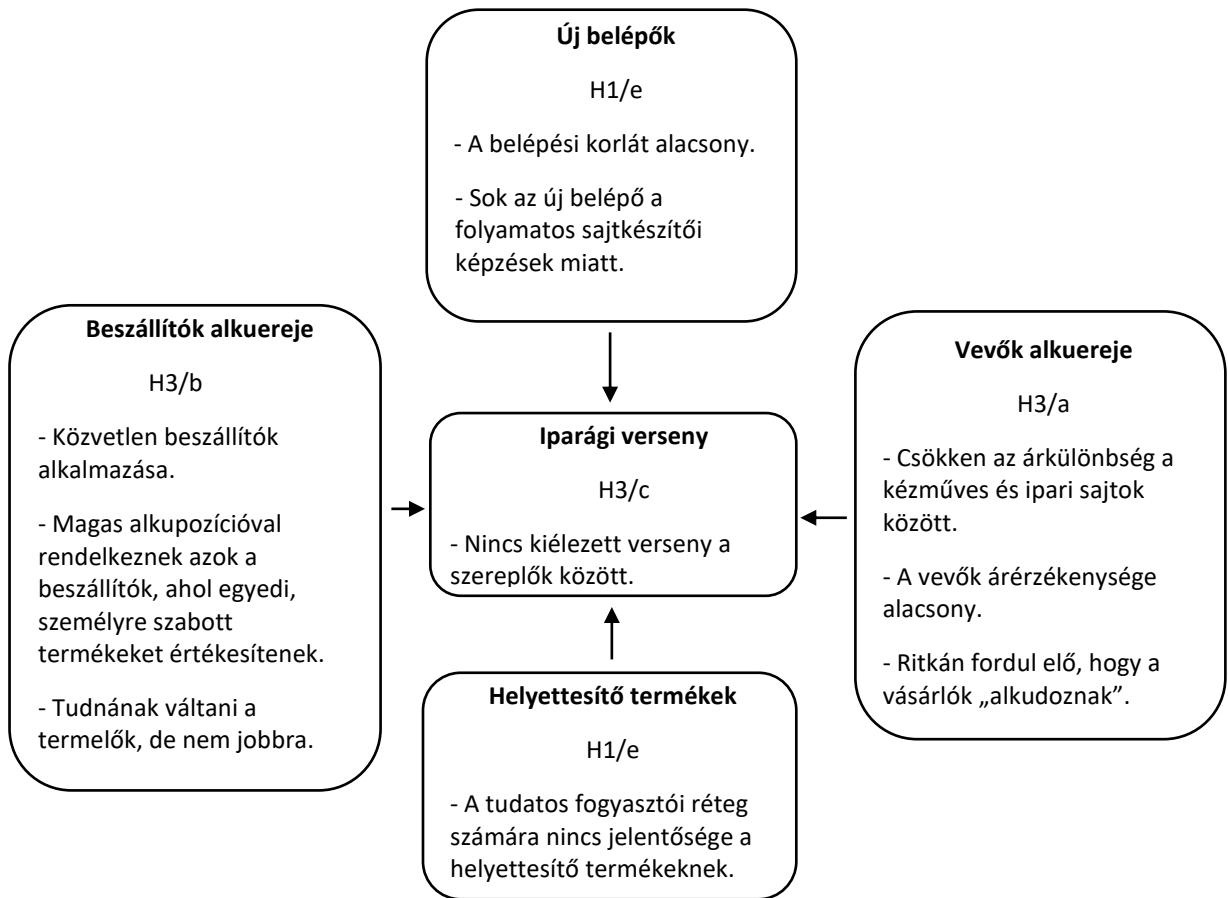 Új belépők
H1/e
- A belépési korlát alacsony.
- Sok az új belépő a
folyamatos sajtkészítői
képzések miatt.
Beszállítók alkuereje
H3/b
- Közvetlen beszállítók
alkalmazása.
- Magas alkupozícióval
rendelkeznek azok a
beszállítók, ahol egyedi,
személyre szabott
termékeket értékesítenek.
- Tudnának váltani a
termelők, de nem jobbra.
Iparági verseny
H3/c
- Nincs kiélezett verseny a
szereplők között.
Vevők alkuereje
H3/a
- Csökken az árkülönbség a
kézműves és ipari sajtok
között.
- A vevők árérzékenysége
alacsony.
- Ritkán fordul elő, hogy a
vásárlók „alkudoznak”.
Helyettesítő termékek
H1/e
- A tudatos fogyasztói réteg
számára nincs jelentősége a
helyettesítő termékeknek.